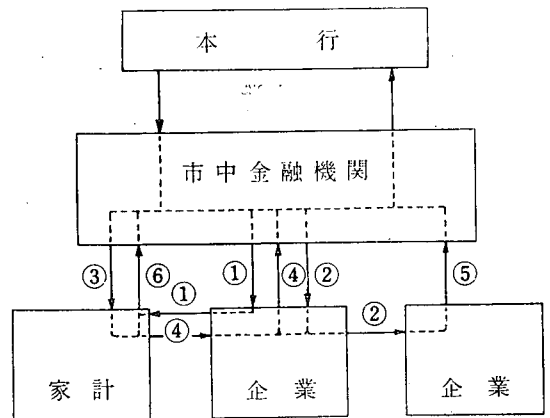 本行
市中金融機関
③ ⑥ ① ④ ② ⑤
①
④ ②
家計 企業 企業